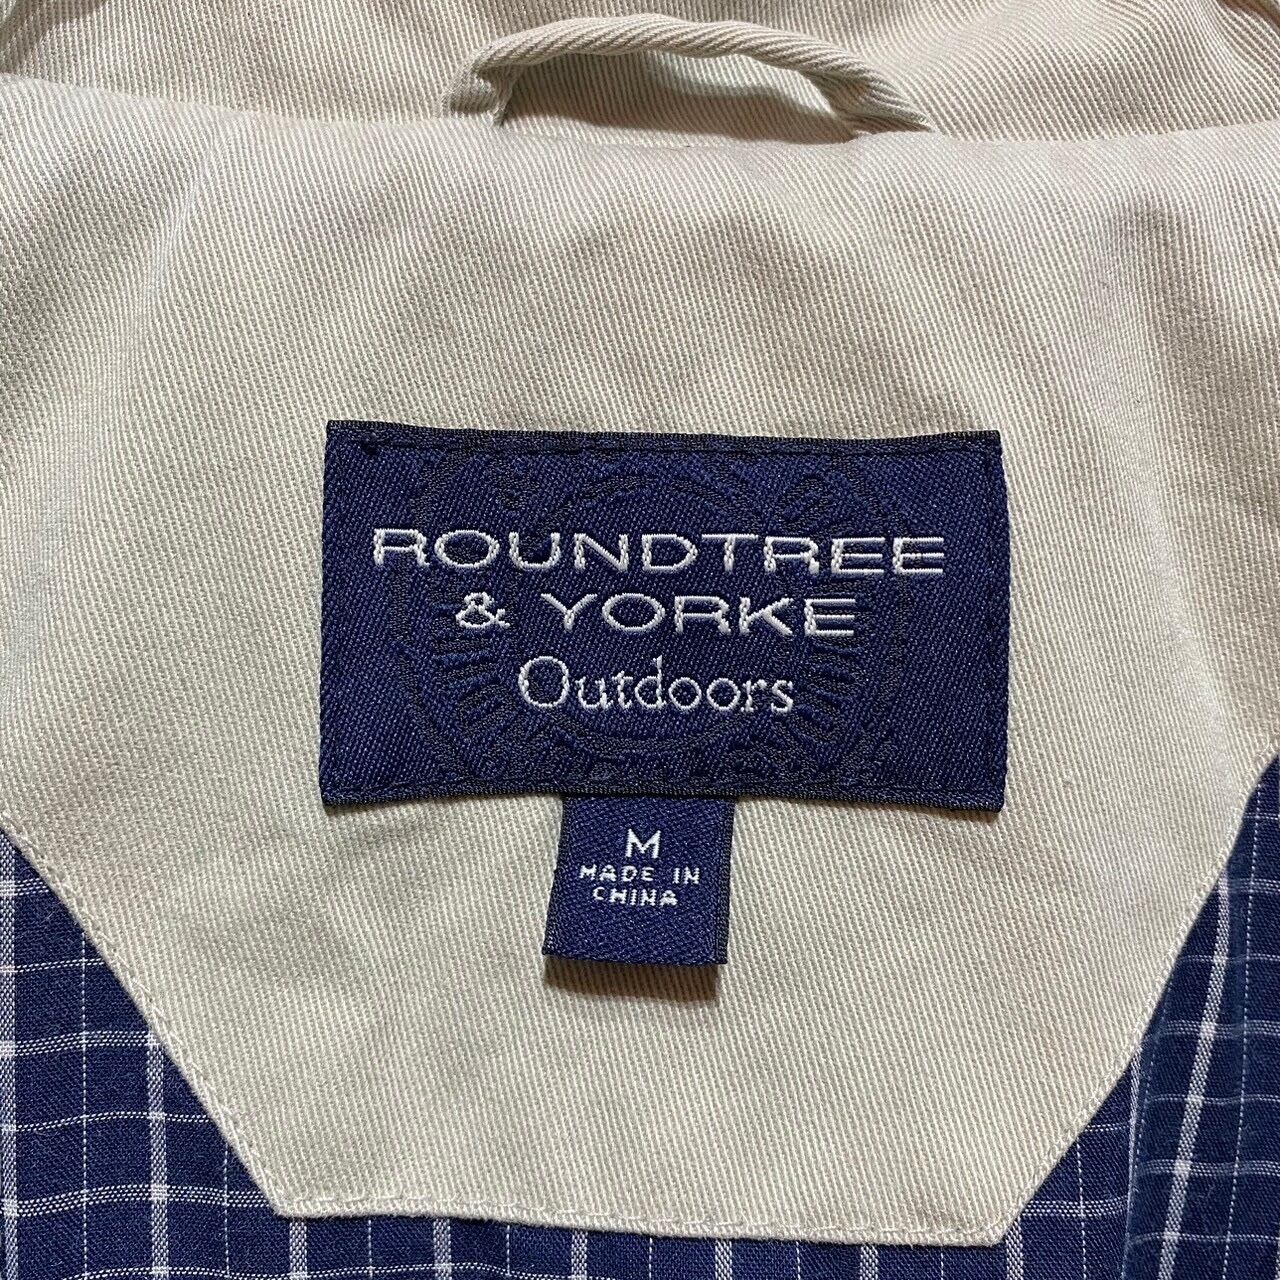 ROUNDTREE
& YORKE
Outdoors
M
MADE IN
CHINA